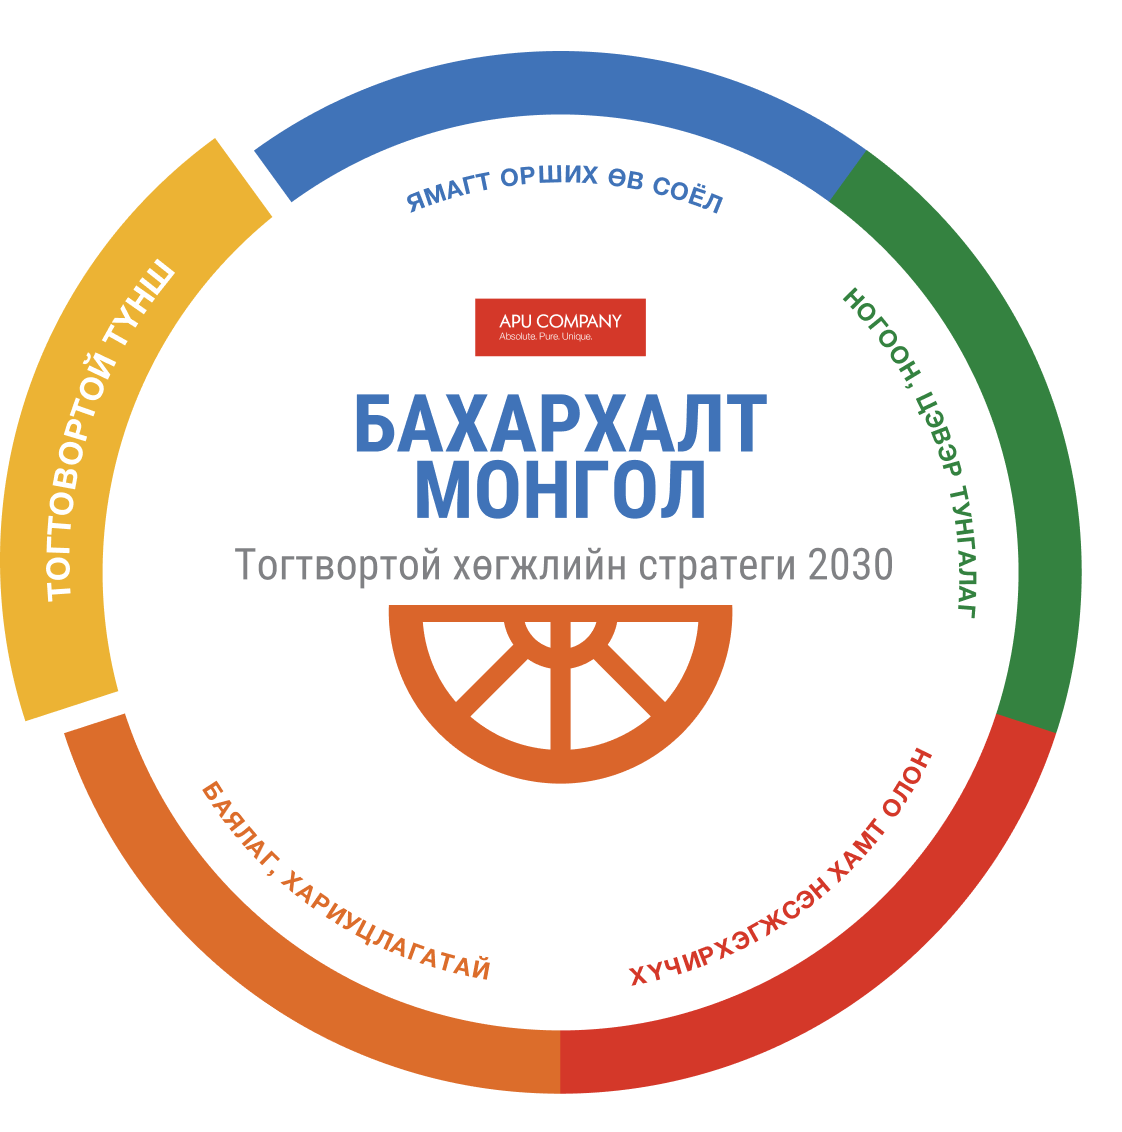 ЯМАГТ ОРШИХ ӨВ СОЁЛ
НОГООН, ЦЭВЭР ТУНГАЛАГ
ХҮЧИРХЭГЖСЭН ХАМТ ОЛОН
БАЯЛАГ, ХАРИУЦЛАГАТАЙ
ТОГТОВОРТОЙ ТҮНШ
APU COMPANY
Absolute. Pure. Unique.
БАХАРХАЛТ
МОНГОЛ
Тогтвортой хөгжлийн стратеги 2030